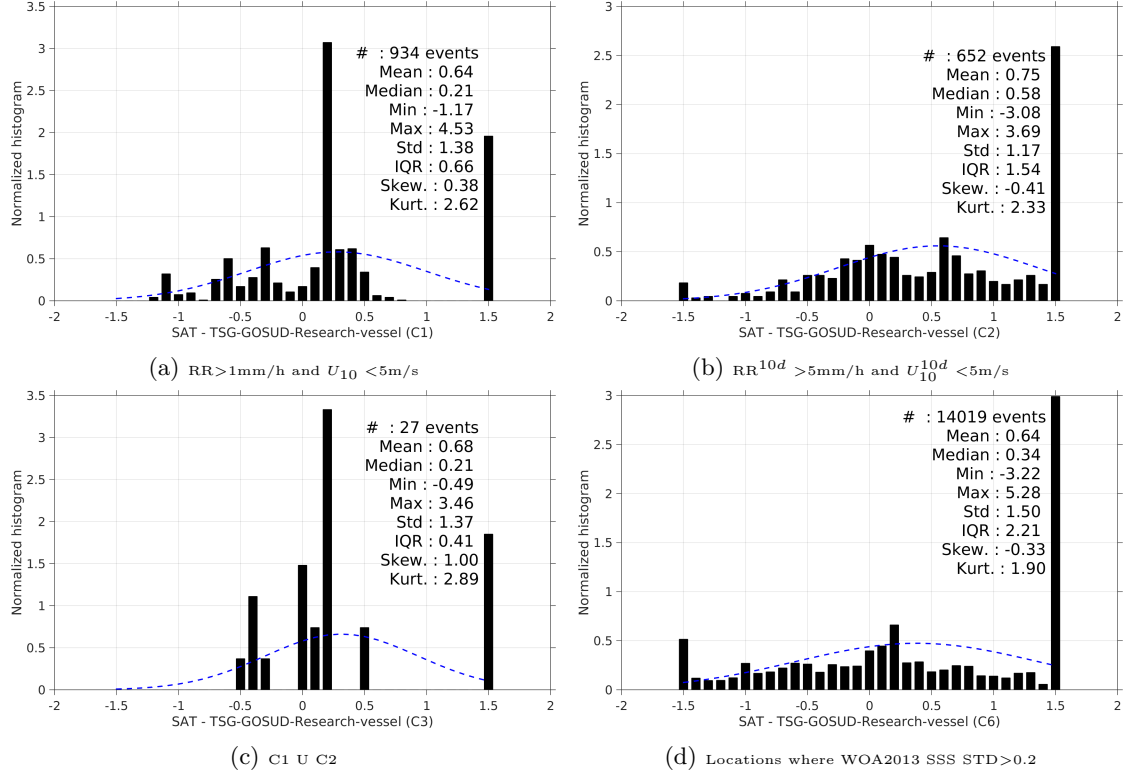 3.5
3
2.5
2
1.5
1
0.5
0
Normalized histogram
# : 934 events
Mean : 0.64
Median : 0.21
Min : -1.17
Max : 4.53
Std : 1.38
IQR : 0.66
Skew. : 0.38
Kurt. : 2.62
-2 -1.5 -1 -0.5 0 0.5 1 1.5 2
SAT - TSG-GOSUD-Research-vessel (C1)
(a) RR>1mm/h and U10 <5m/s
3
2.5
2
1.5
1
0.5
0
Normalized histogram
# : 652 events
Mean : 0.75
Median : 0.58
Min : -3.08
Max : 3.69
Std : 1.17
IQR : 1.54
Skew. : -0.41
Kurt. : 2.33
-2 -1.5 -1 -0.5 0 0.5 1 1.5 2
SAT - TSG-GOSUD-Research-vessel (C2)
(b) RR10d >5mm/h and U10d10 <5m/s
3.5
3
2.5
2
1.5
1
0.5
0
Normalized histogram
# : 27 events
Mean : 0.68
Median : 0.21
Min : -0.49
Max : 3.46
Std : 1.37
IQR : 0.41
Skew. : 1.00
Kurt. : 2.89
-2 -1.5 -1 -0.5 0 0.5 1 1.5 2
SAT - TSG-GOSUD-Research-vessel (C3)
(c) C1 U C2
3
2.5
2
1.5
1
0.5
0
Normalized histogram
# : 14019 events
Mean : 0.64
Median : 0.34
Min : -3.22
Max : 5.28
Std : 1.50
IQR : 2.21
Skew. : -0.33
Kurt. : 1.90
-2 -1.5 -1 -0.5 0 0.5 1 1.5 2
SAT - TSG-GOSUD-Research-vessel (C6)
(d) Locations where WOA2013 SSS STD>0.2